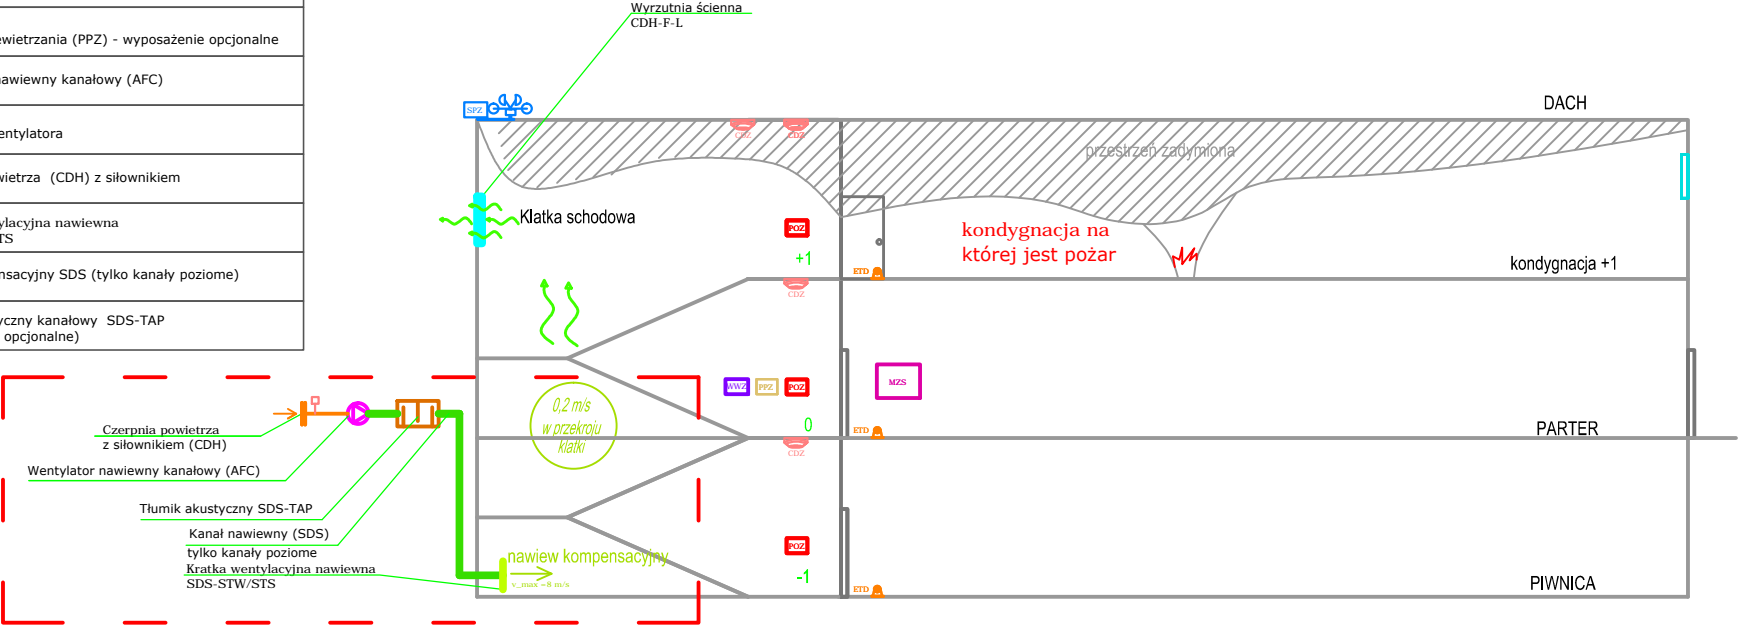 ewietrzania (PPZ) - wyposażenie opcjonalne
nawiewny kanałowy (AFC)
entylatora
wietrza (CDH) z siłownikiem
ylacyjna nawiewna
TS
nsacyjny SDS (tylko kanały poziome)
yczny kanałowy SDS-TAP
opcjonalne)
Wyrzutnia ścienna
CDH-F-L
SPZ
CDZ
CDZ
DACH
przestrzeń zadymiona
Klatka schodowa
POZ
+1
kondygnacja na
której jest pożar
ETD
kondygnacja +1
CDZ
WWZ
PPZ
POZ
MZS
0,2 m/s
w przekroju
klatki
0
ETD
PARTER
CDZ
Czerpnia powietrza
z siłownikiem (CDH)
Wentylator nawiewny kanałowy (AFC)
Tłumik akustyczny SDS-TAP
Kanał nawiewny (SDS)
tylko kanały poziome
Kratka wentylacyjna nawiewna
SDS-STW/STS
nawiew kompensacyjny
v_max =8 m/s
POZ
-1
ETD
PIWNICA